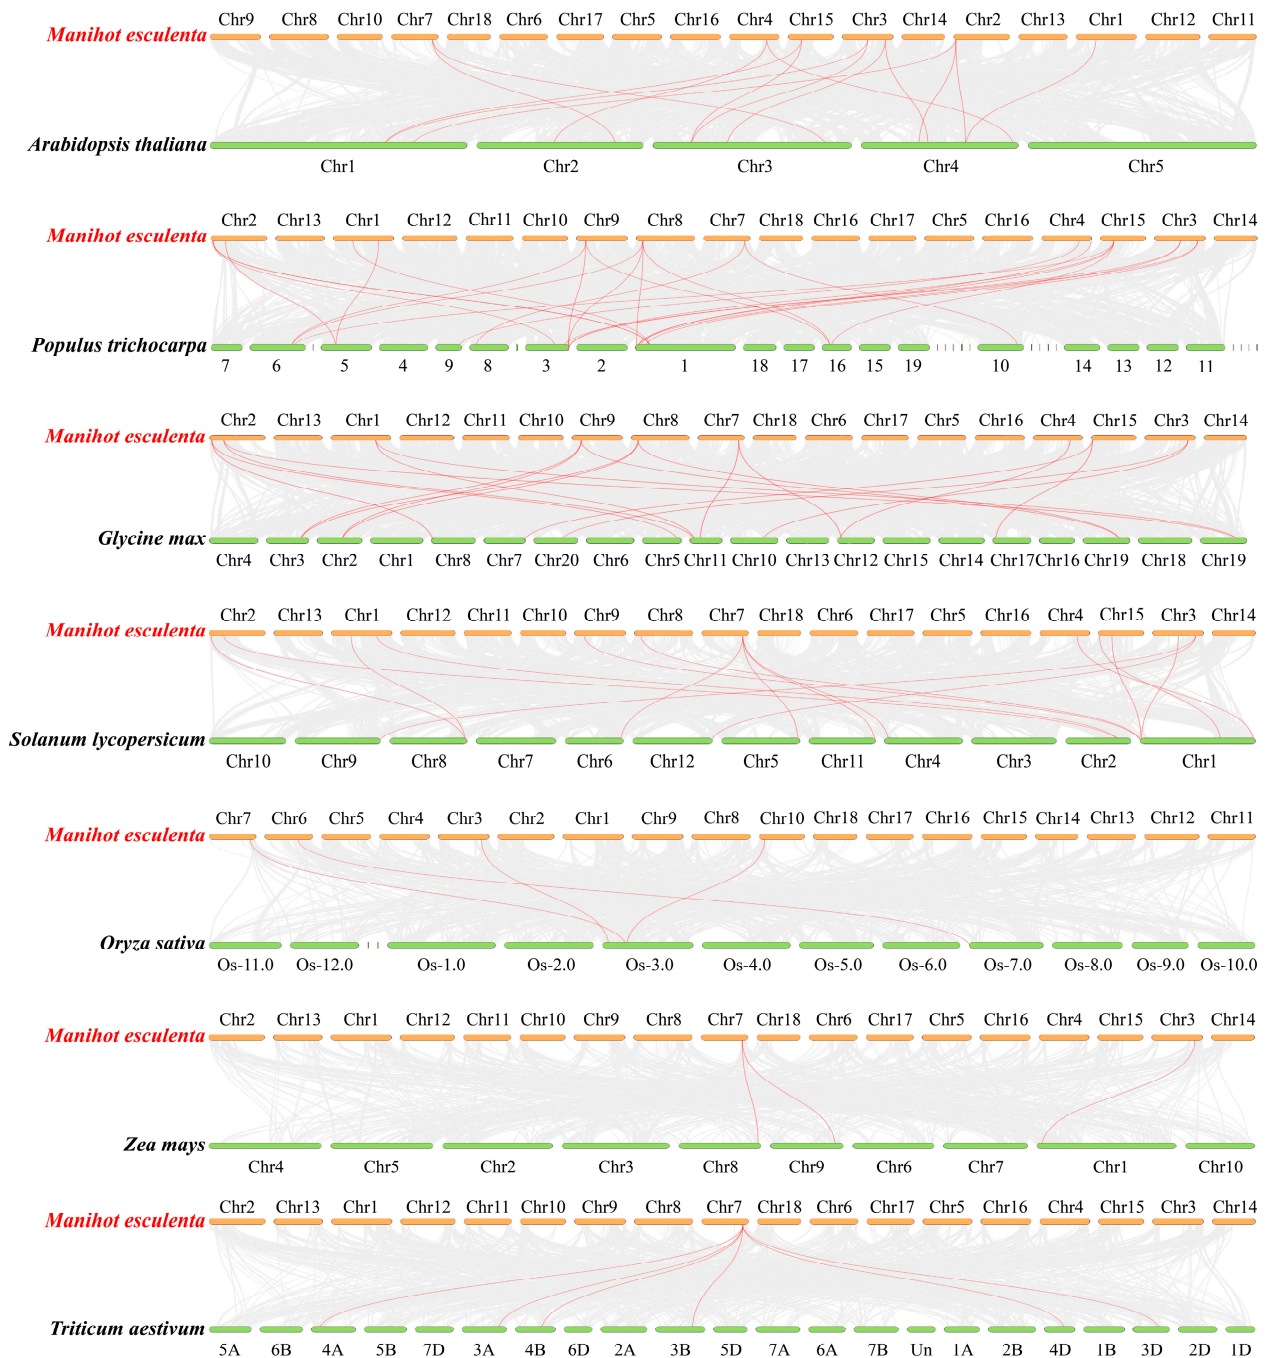 Chr9 Chr8 Chr10 Chr7 Chr18 Chr6 Chr17 Chr5 Chr16 Chr4 Chr15 Chr3 Chr14 Chr2 Chr13 Chr1 Chr12 Chr11
Manihot esculenta
Arabidopsis thaliana
Chr1 Chr2 Chr3 Chr4 Chr5
Chr2 Chr13 Chr1 Chr12 Chr11 Chr10 Chr9 Chr8 Chr7 Chr18 Chr16 Chr17 Chr5 Chr16 Chr4 Chr15 Chr3 Chr14
Manihot esculenta
Populus trichocarpa
7 6 5 4 9 8 3 2 1 18 17 16 15 19 10 14 13 12 11
Chr2 Chr13 Chr1 Chr12 Chr11 Chr10 Chr9 Chr8 Chr7 Chr18 Chr6 Chr17 Chr5 Chr16 Chr4 Chr15 Chr3 Chr14
Manihot esculenta
Glycine max
Chr4 Chr3 Chr2 Chr1 Chr8 Chr7 Chr20 Chr6 Chr5 Chr11 Chr10 Chr13 Chr12 Chr15 Chr14 Chr17 Chr16 Chr19 Chr18 Chr19
Chr2 Chr13 Chr1 Chr12 Chr11 Chr10 Chr9 Chr8 Chr7 Chr18 Chr6 Chr17 Chr5 Chr16 Chr4 Chr15 Chr3 Chr14
Manihot esculenta
Solanum lycopersicum
Chr10 Chr9 Chr8 Chr7 Chr6 Chr12 Chr5 Chr11 Chr4 Chr3 Chr2 Chr1
Chr7 Chr6 Chr5 Chr4 Chr3 Chr2 Chr1 Chr9 Chr8 Chr10 Chr18 Chr17 Chr16 Chr15 Chr14 Chr13 Chr12 Chr11
Manihot esculenta
Oryza sativa
Os-11.0 Os-12.0 Os-1.0 Os-2.0 Os-3.0 Os-4.0 Os-5.0 Os-6.0 Os-7.0 Os-8.0 Os-9.0 Os-10.0
Chr2 Chr13 Chr1 Chr12 Chr11 Chr10 Chr9 Chr8 Chr7 Chr18 Chr6 Chr17 Chr5 Chr16 Chr4 Chr15 Chr3 Chr14
Manihot esculenta
Zea mays
Chr4 Chr5 Chr2 Chr3 Chr8 Chr9 Chr6 Chr7 Chr1 Chr10
Chr2 Chr13 Chr1 Chr12 Chr11 Chr10 Chr9 Chr8 Chr7 Chr18 Chr6 Chr17 Chr5 Chr16 Chr4 Chr15 Chr3 Chr14
Manihot esculenta
Triticum aestivum
5A 6B 4A 5B 7D 3A 4B 6D 2A 3B 5D 7A 6A 7B Un 1A 2B 4D 1B 3D 2D 1D